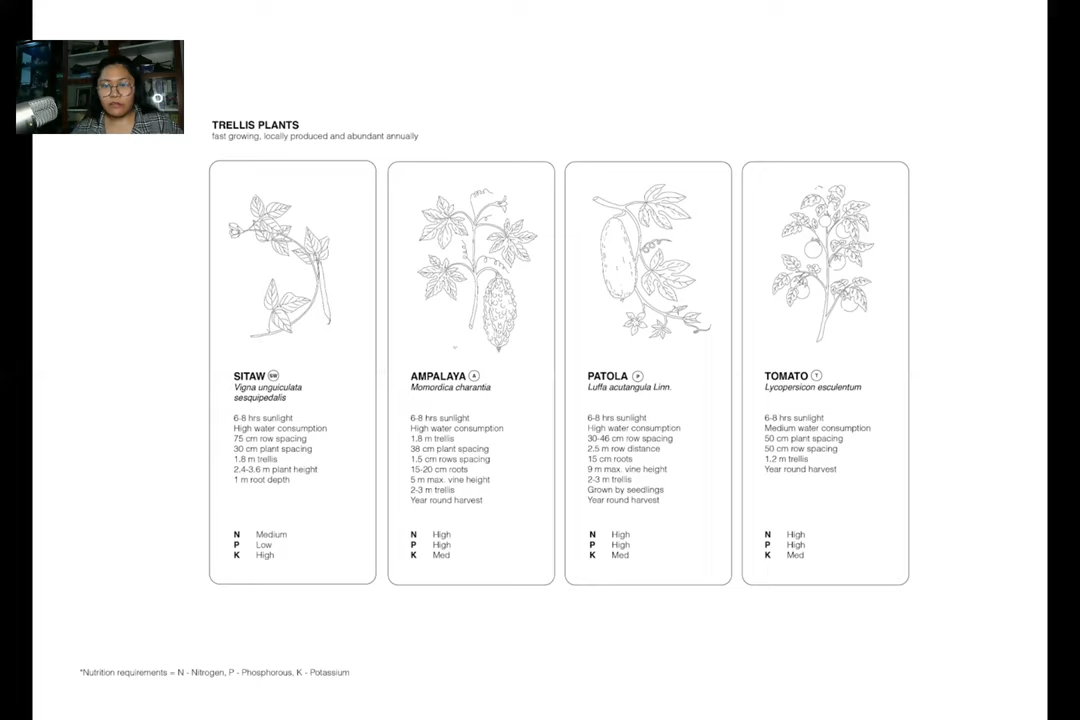 TRELLIS PLANTS
fast growing, locally produced and abundant annually
SITAW SW
Vigna unguiculata
sesquipedalis
6-8 hrs sunlight
High water consumption
75 cm row spacing
30 cm plant spacing
1.8 m trellis
2.4-3.6 m plant height
1 m root depth
N Medium
P Low
K High
AMPALAYA A
Momordica charantia
6-8 hrs sunlight
High water consumption
1.8 m trellis
38 cm plant spacing
1.5 cm rows spacing
15-20 cm roots
5 m max. vine height
2-3 m trellis
Year round harvest
N High
P High
K Med
PATOLA P
Luffa acutangula Linn.
6-8 hrs sunlight
High water consumption
30-46 cm row spacing
2.5 m row distance
15 cm roots
9 m max. vine height
2-3 m trellis
Grown by seedlings
Year round harvest
N High
P High
K Med
TOMATO T
Lycopersicon esculentum
6-8 hrs sunlight
Medium water consumption
50 cm plant spacing
50 cm row spacing
1.2 m trellis
Year round harvest
N High
P High
K Med
*Nutrition requirements = N - Nitrogen, P - Phosphorous, K - Potassium